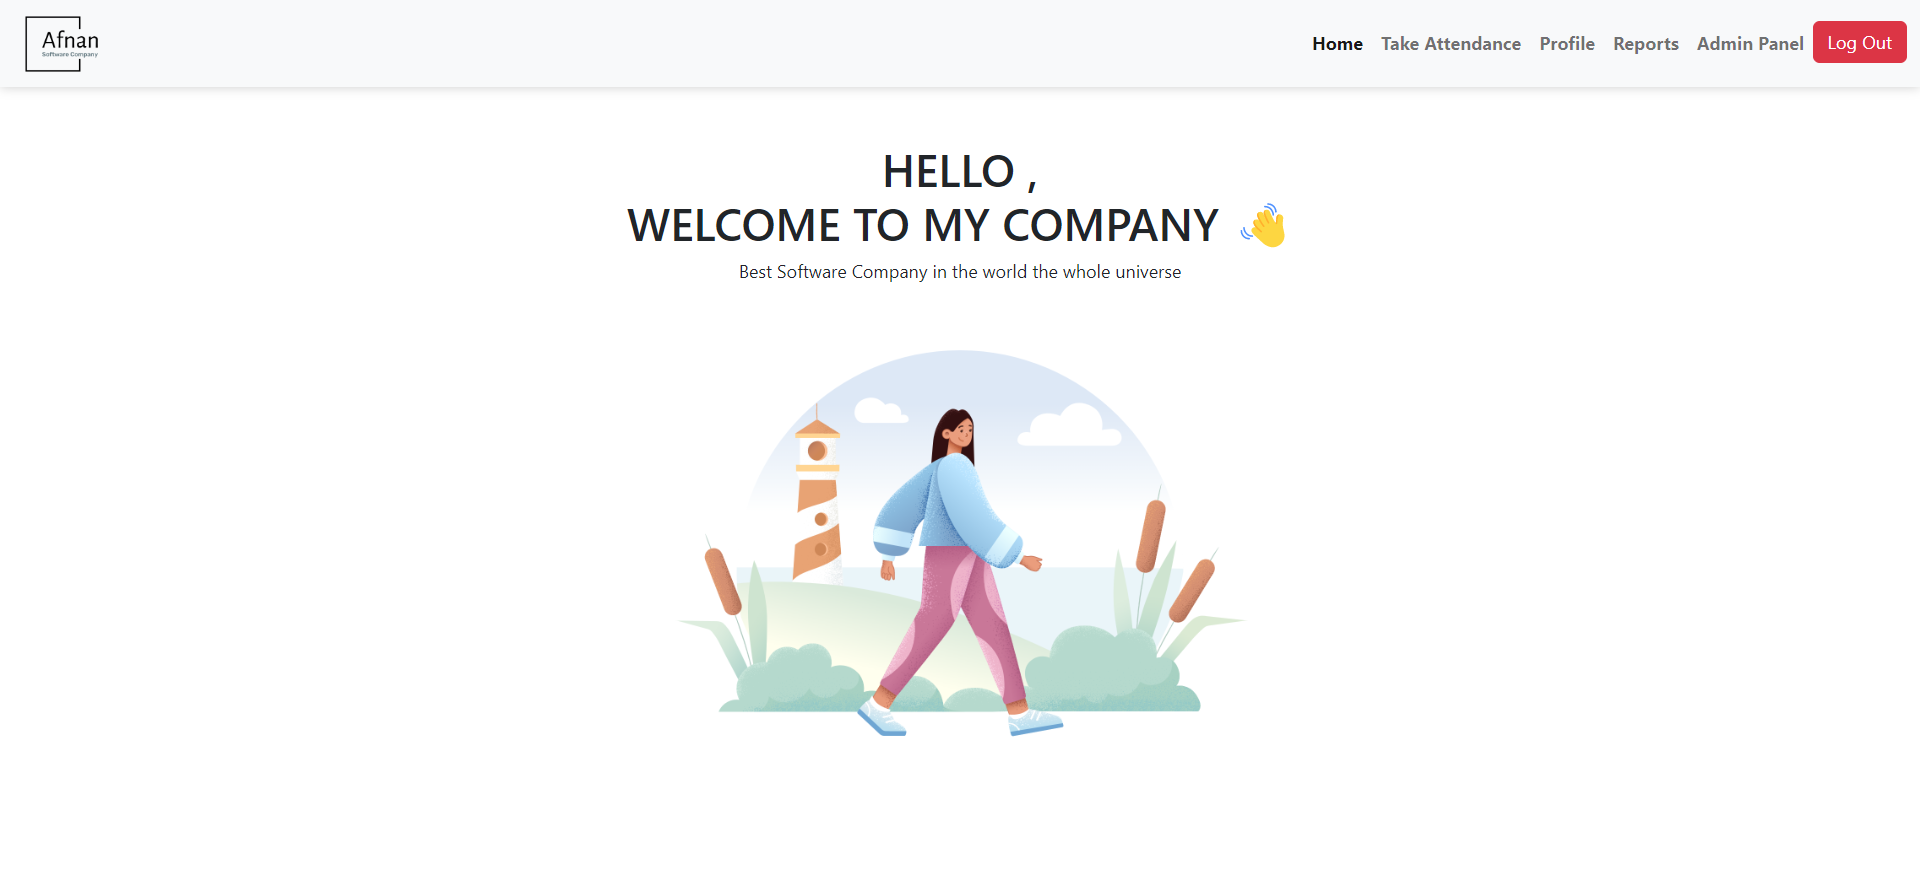 Afnan
Software Company
Home Take Attendance Profile Reports Admin Panel Log Out
HELLO ,
WELCOME TO MY COMPANY 👋
Best Software Company in the world the whole universe